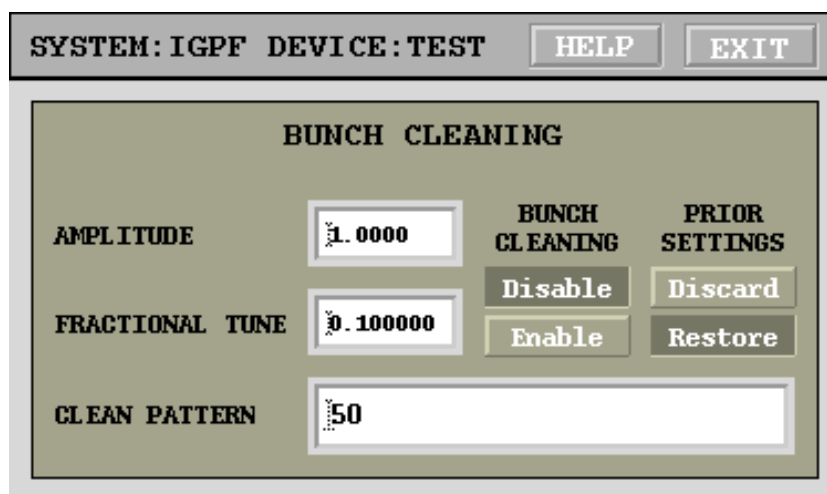 SYSTEM:IGPF DEVICE:TEST HELP EXIT
BUNCH CLEANING
AMPLITUDE 1.0000
BUNCH CLEANING
PRIOR SETTINGS
Disable Discard
FRACTIONAL TUNE 0.100000
Enable Restore
CLEAN PATTERN 50